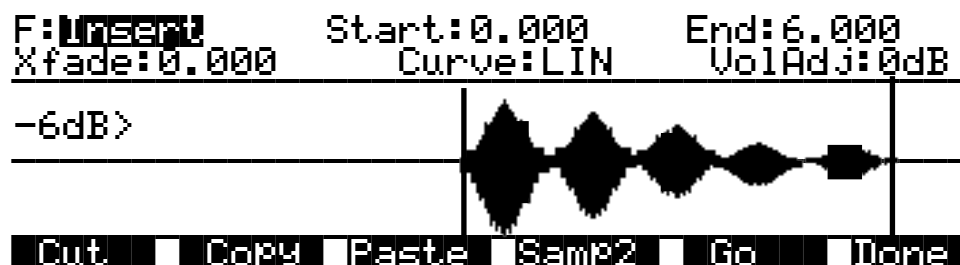 F:Insert Start:0.000 End:6.000
Xfade:0.000 Curve:LIN VolAdj:0dB
-6dB>
Cut Copy Paste Samp2 Go Done